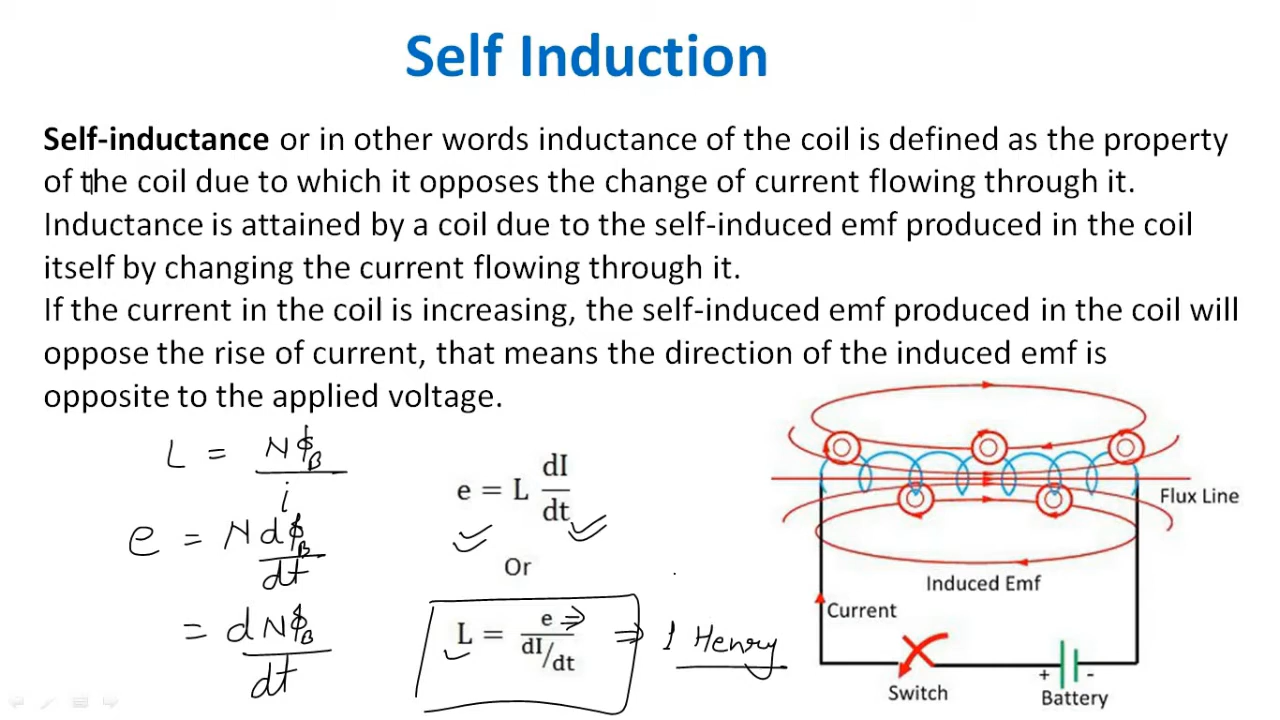 Self Induction
Self-inductance or in other words inductance of the coil is defined as the property
of the coil due to which it opposes the change of current flowing through it.
Inductance is attained by a coil due to the self-induced emf produced in the coil
itself by changing the current flowing through it.
If the current in the coil is increasing, the self-induced emf produced in the coil will
oppose the rise of current, that means the direction of the induced emf is
opposite to the applied voltage.
L = NϕB / i
e = N dϕB / dt
= d NϕB / dt
e = L dI / dt
Or
L = e ⇒ / dI/dt ⇒ 1 Henry
Flux Line
Induced Emf
Current
Switch
+ -
Battery